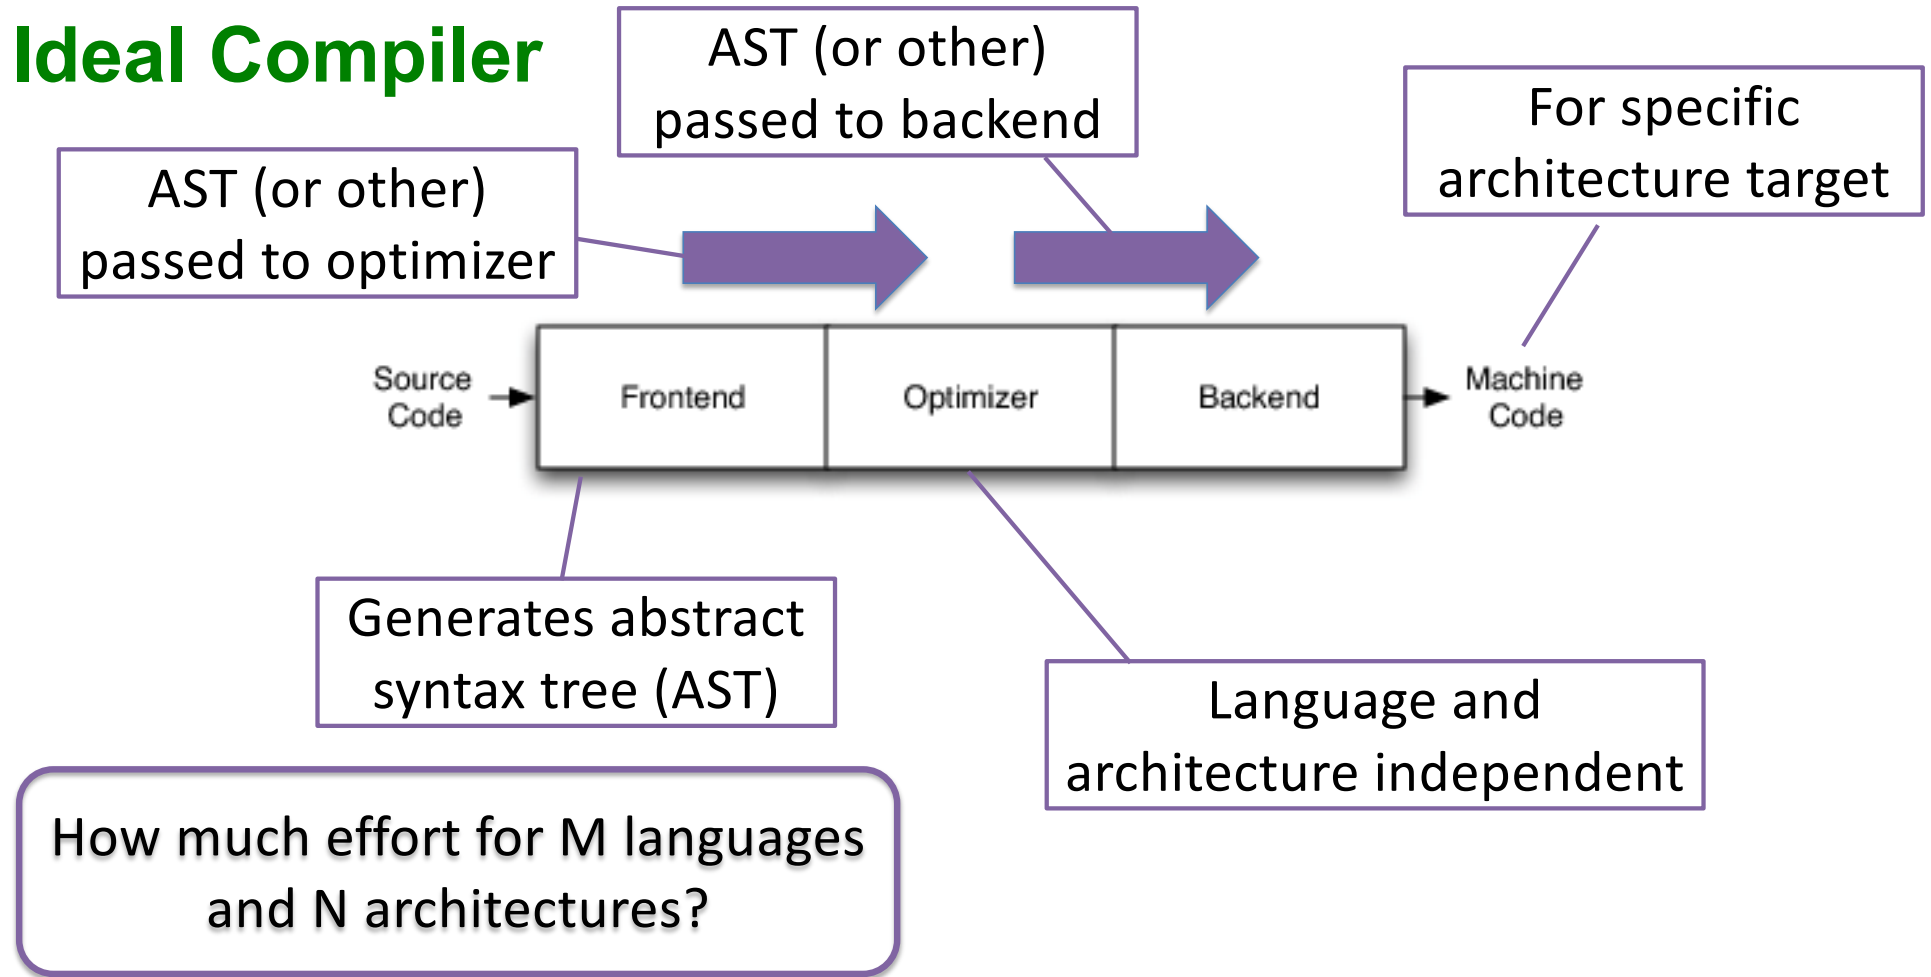 Ideal Compiler
AST (or other)
passed to backend
For specific
architecture target
AST (or other)
passed to optimizer
Source
Code
Frontend
Optimizer
Backend
Machine
Code
Generates abstract
syntax tree (AST)
Language and
architecture independent
How much effort for M languages
and N architectures?